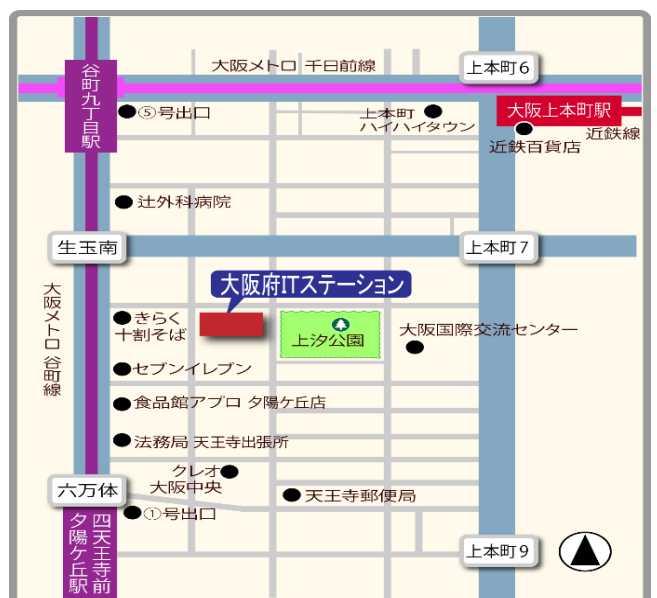 大阪メトロ 千日前線
上本町6
谷町九丁目駅
⑤号出口
上本町
ハイハイタウン
大阪上本町駅
近鉄線
近鉄百貨店
辻外科病院
生玉南
上本町7
大阪メトロ 谷町線
大阪府ITステーション
きらく
十割そば
上汐公園
大阪国際交流センター
セブンイレブン
食品館アプロ 夕陽ケ丘店
法務局 天王寺出張所
クレオ
大阪中央
六万体
天王寺郵便局
①号出口
四天王寺前
夕陽ケ丘駅
上本町9